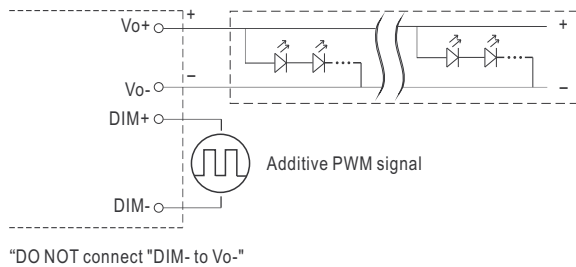 Vo+ + +
Vo- – –
DIM+
Additive PWM signal
DIM-
“DO NOT connect "DIM- to Vo-"